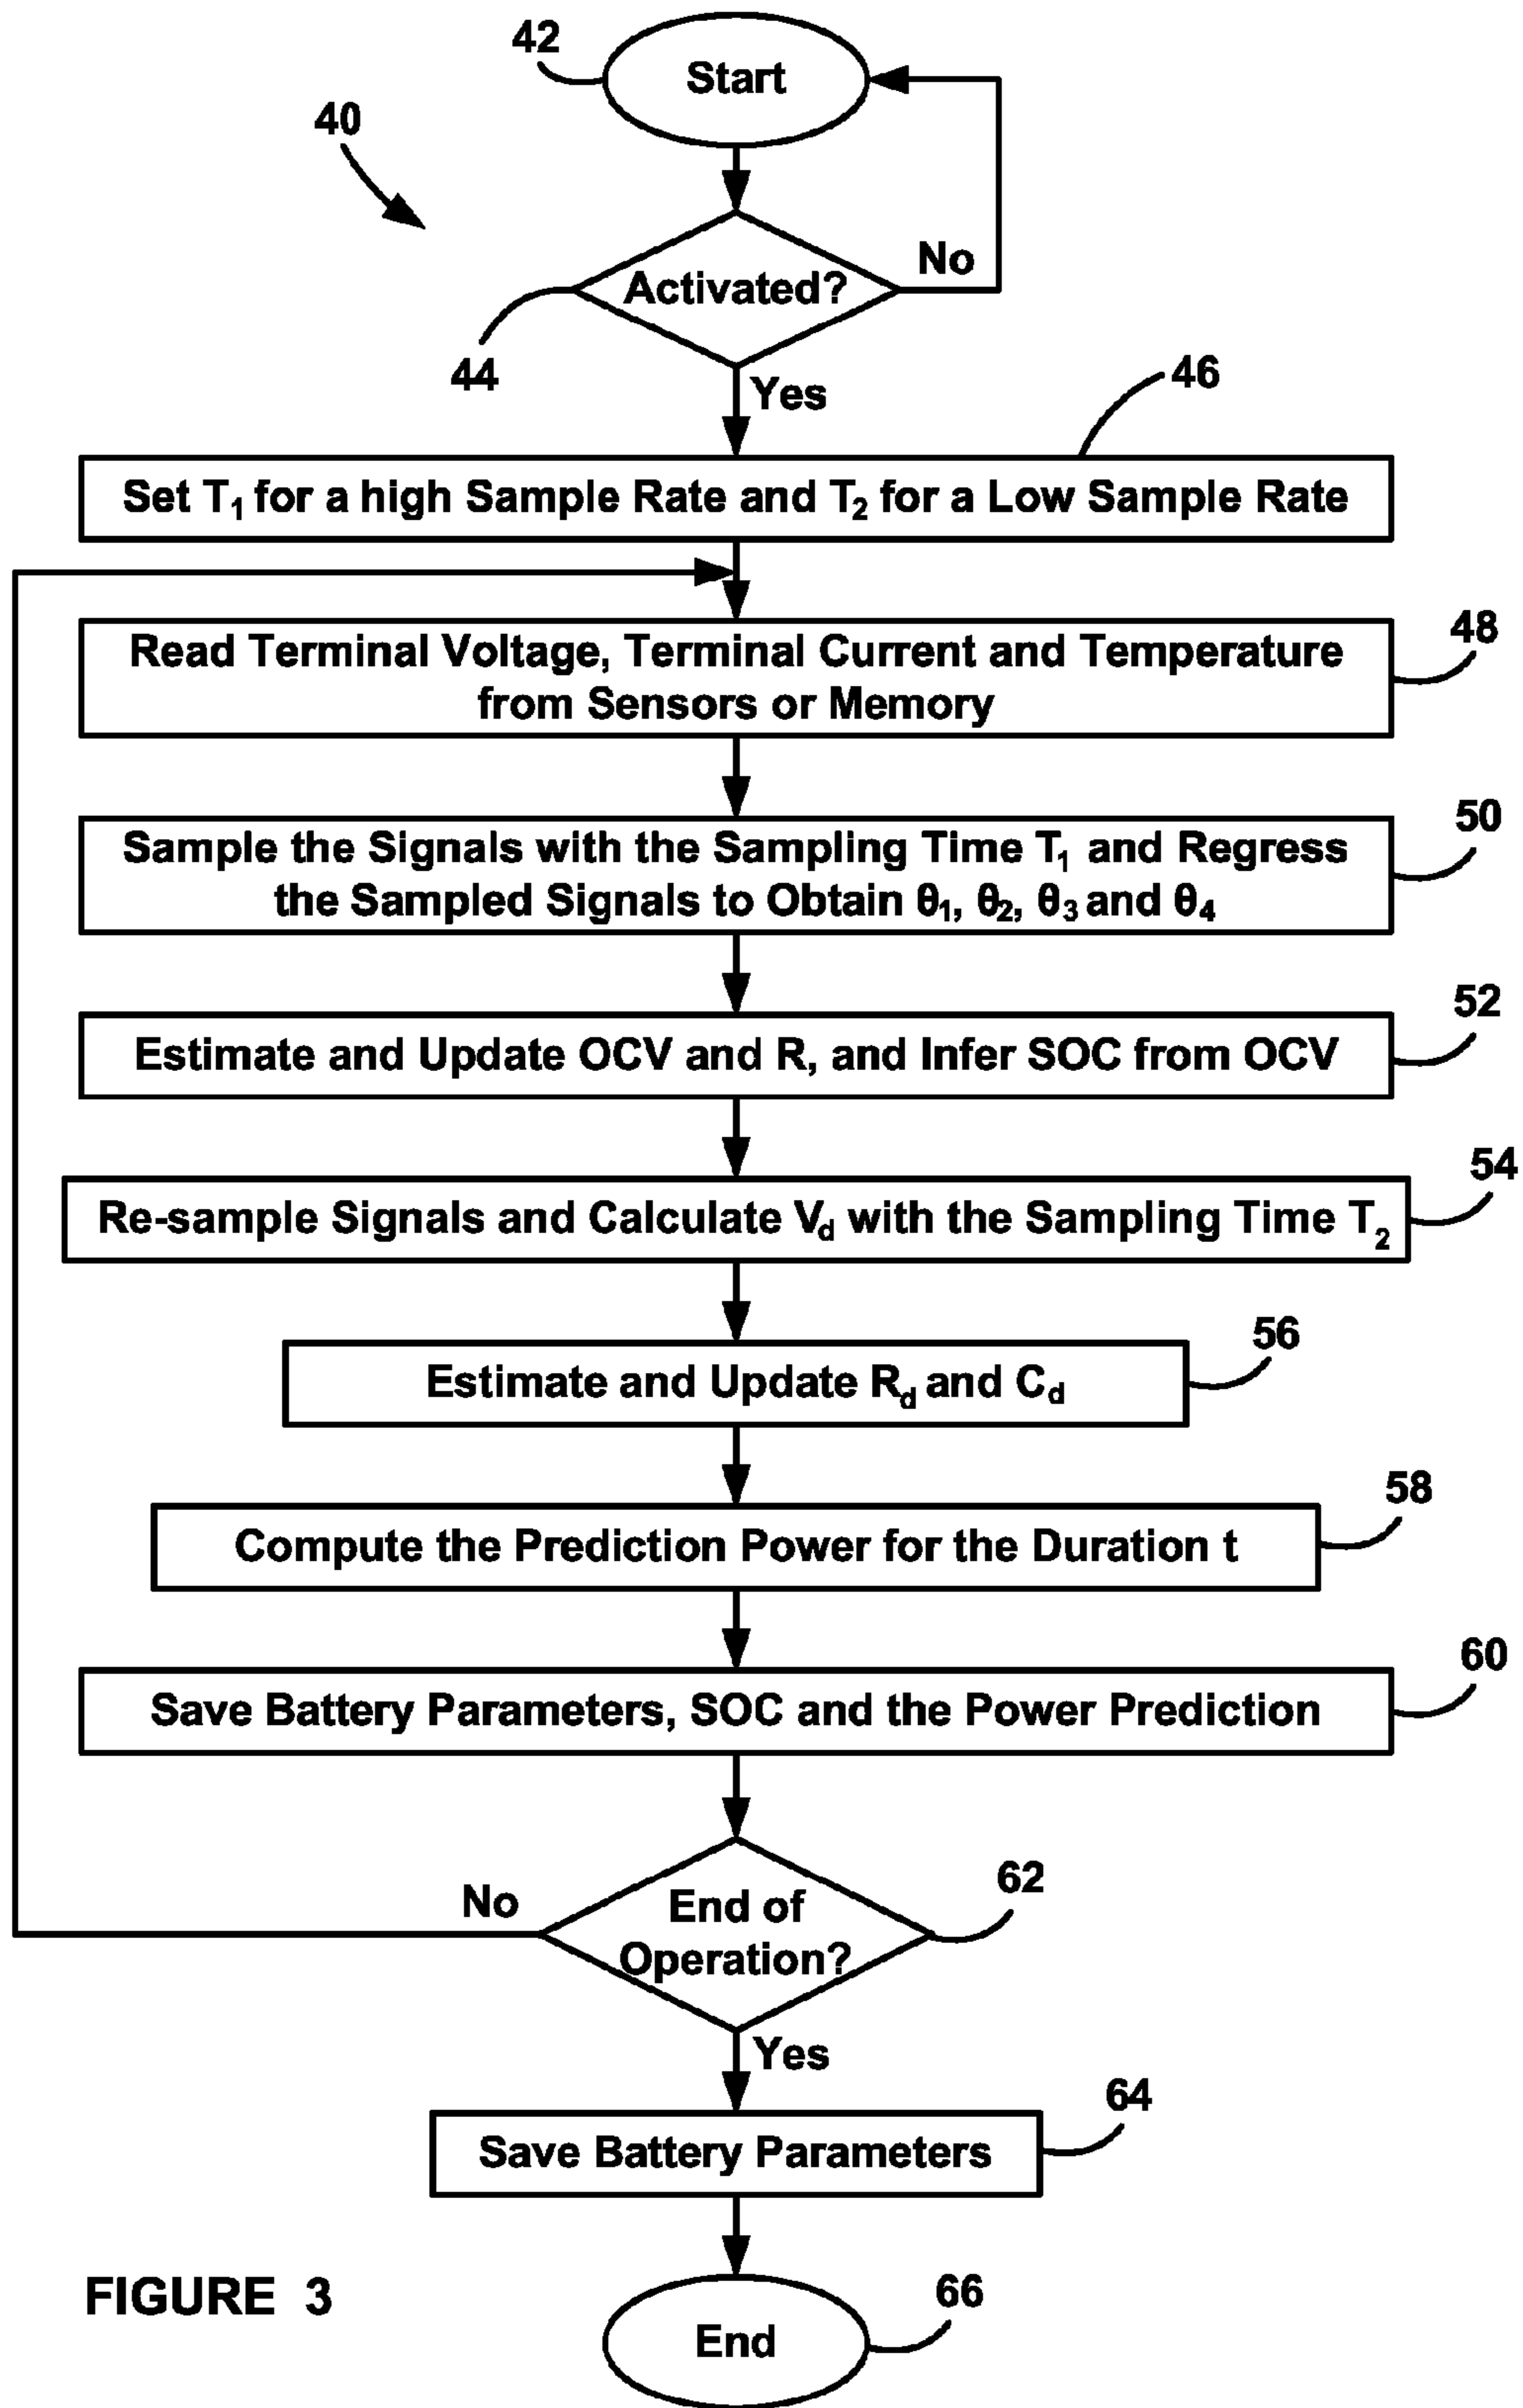 42
Start
40
No
Activated?
44
Yes
46
Set T₁ for a high Sample Rate and T₂ for a Low Sample Rate
48
Read Terminal Voltage, Terminal Current and Temperature
from Sensors or Memory
50
Sample the Signals with the Sampling Time T₁ and Regress
the Sampled Signals to Obtain θ₁, θ₂, θ₃ and θ₄
52
Estimate and Update OCV and R, and Infer SOC from OCV
54
Re-sample Signals and Calculate V_d with the Sampling Time T₂
56
Estimate and Update R_d and C_d
58
Compute the Prediction Power for the Duration t
60
Save Battery Parameters, SOC and the Power Prediction
62
No
End of
Operation?
Yes
64
Save Battery Parameters
66
End
FIGURE 3